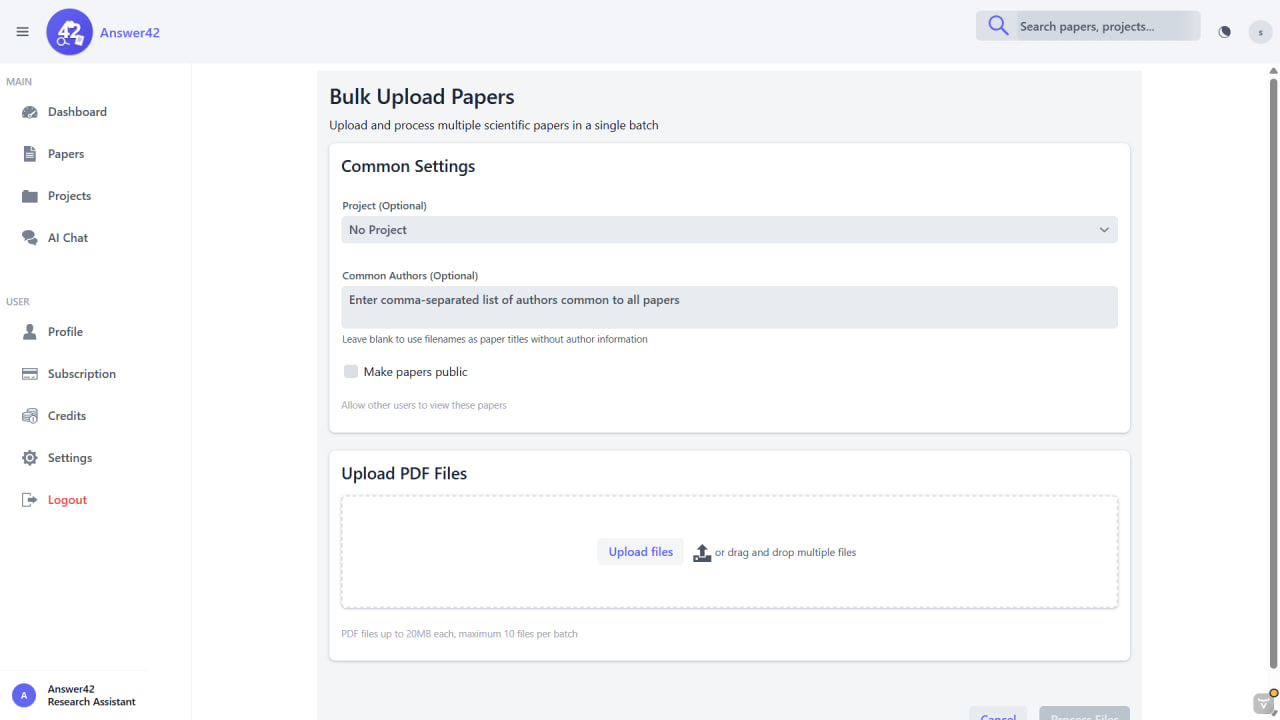 42
Answer42
Search papers, projects...
s
MAIN
Dashboard
Papers
Projects
AI Chat
USER
Profile
Subscription
Credits
Settings
Logout
A
Answer42
Research Assistant
Bulk Upload Papers
Upload and process multiple scientific papers in a single batch
Common Settings
Project (Optional)
No Project
Common Authors (Optional)
Enter comma-separated list of authors common to all papers
Leave blank to use filenames as paper titles without author information
Make papers public
Allow other users to view these papers
Upload PDF Files
Upload files
or drag and drop multiple files
PDF files up to 20MB each, maximum 10 files per batch
Cancel
Process Files